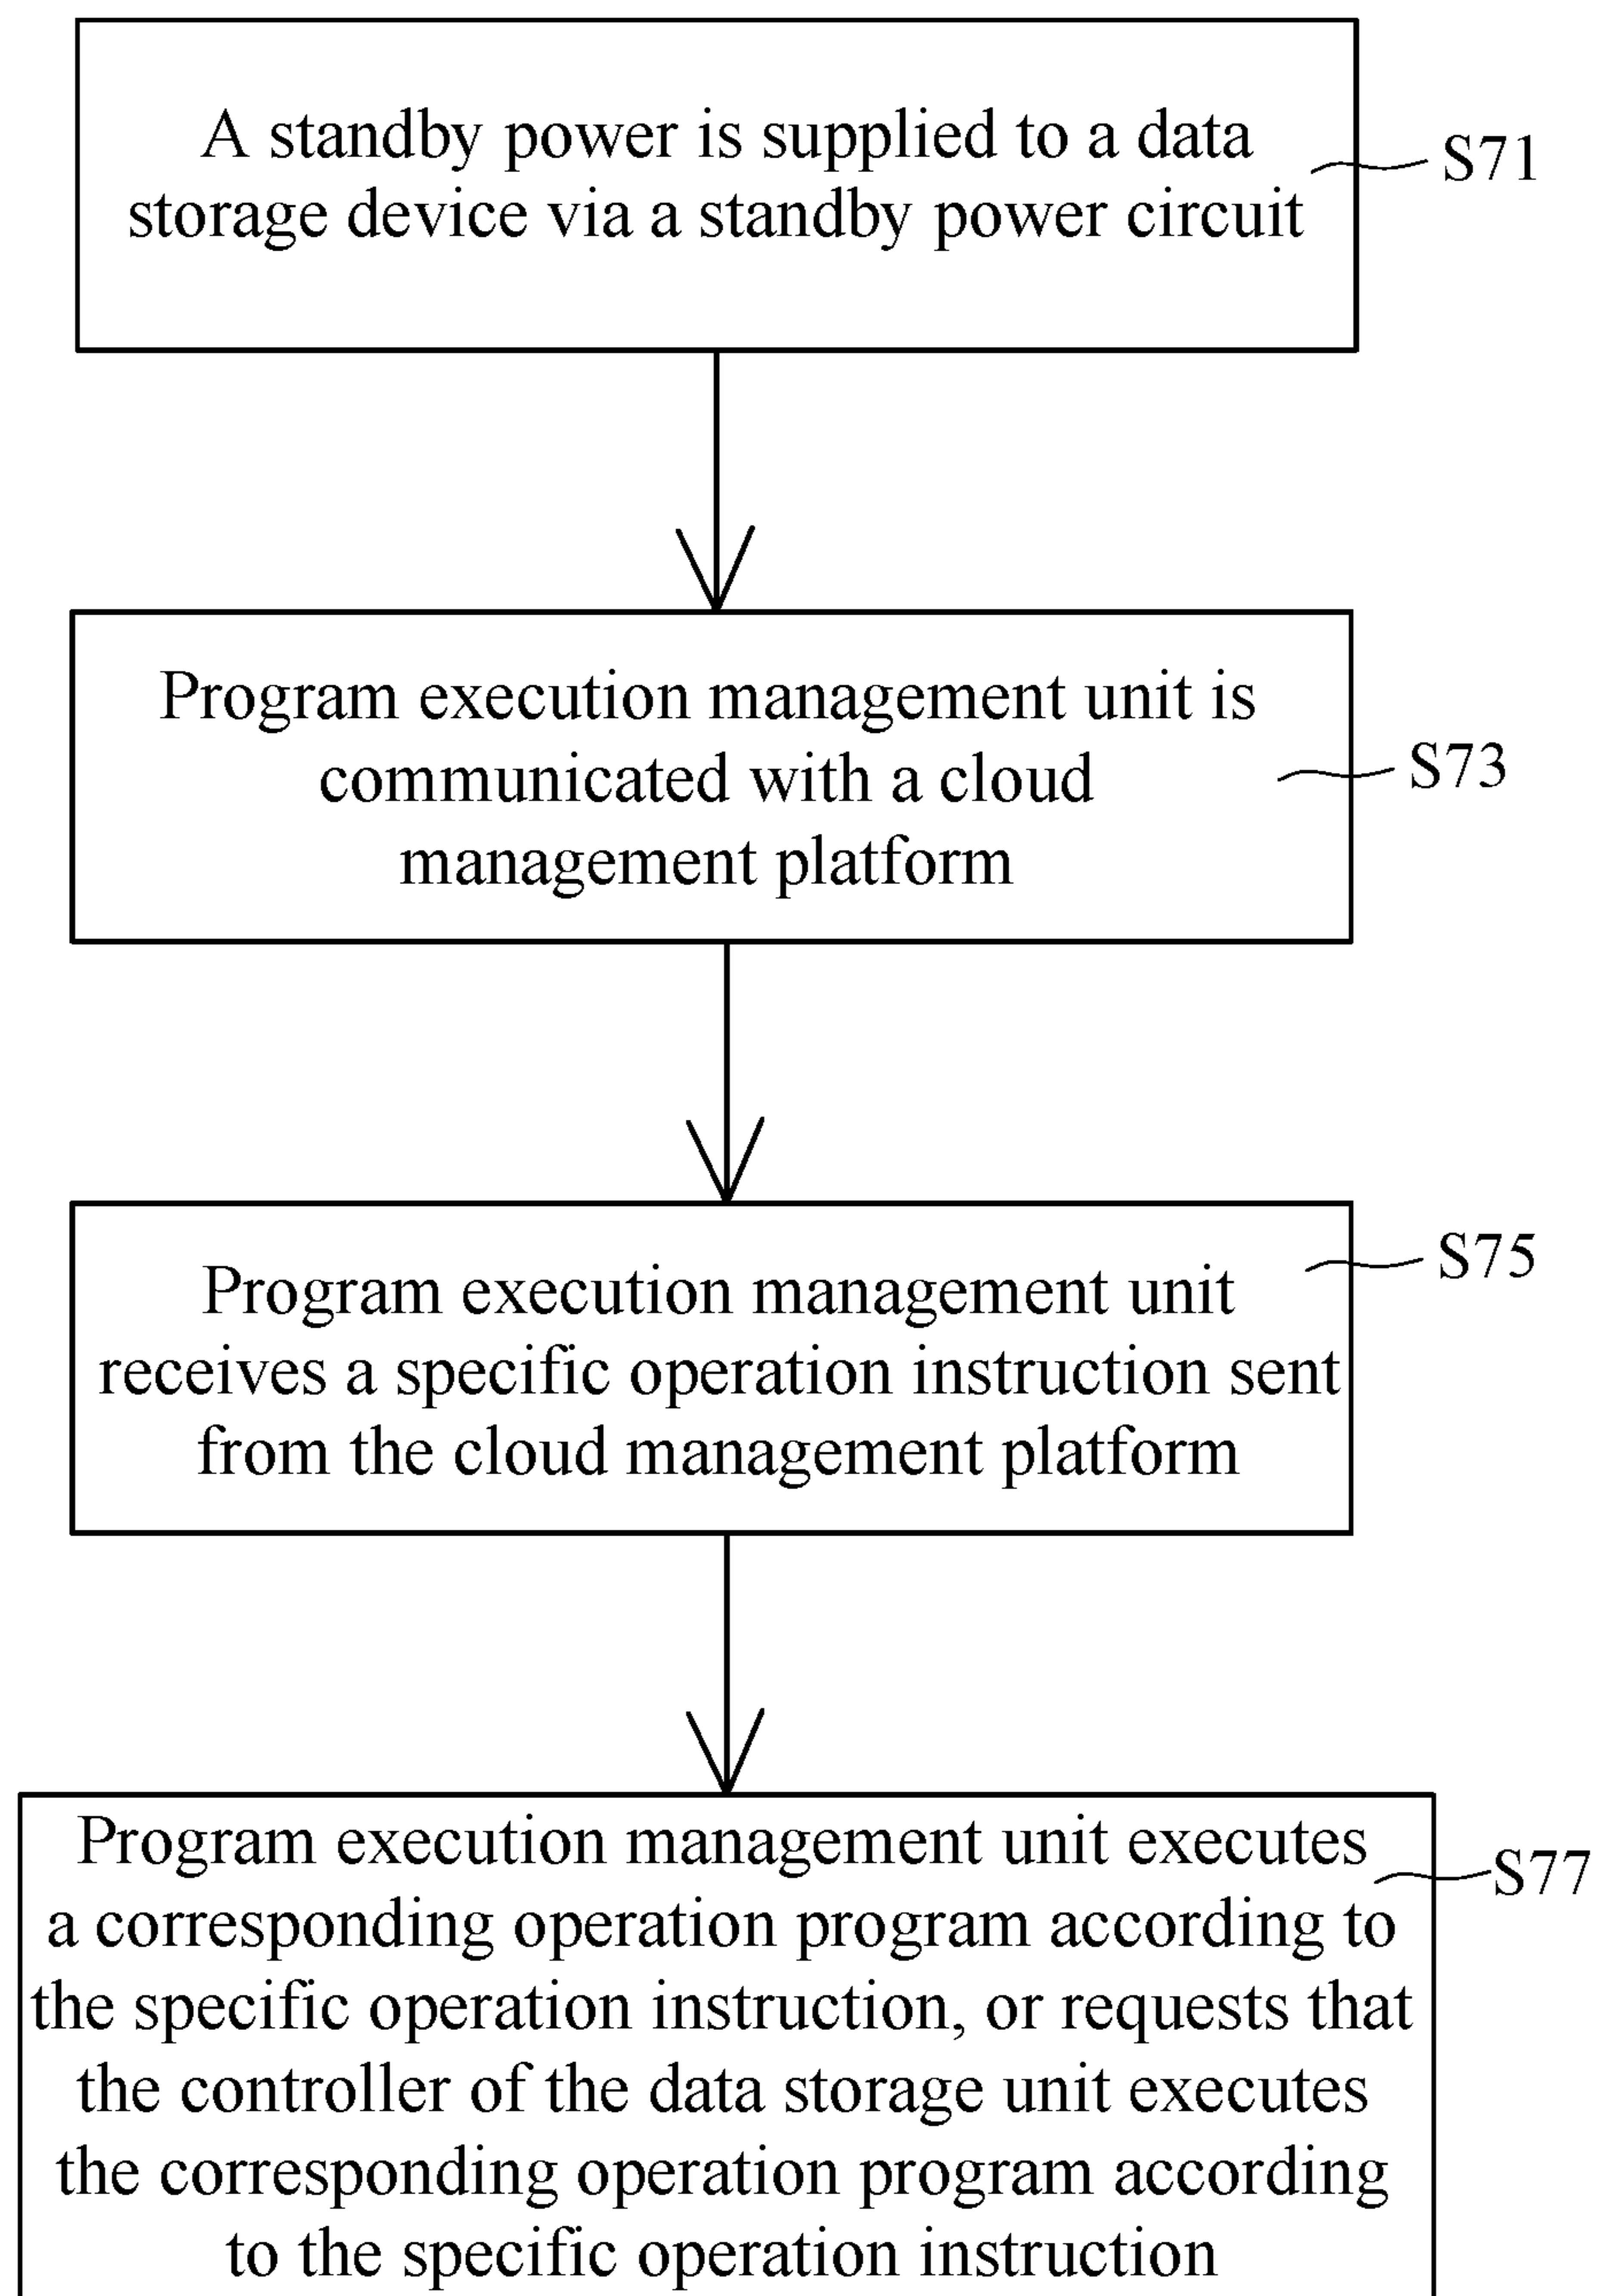 A standby power is supplied to a data
storage device via a standby power circuit
S71
Program execution management unit is
communicated with a cloud
management platform
S73
Program execution management unit
receives a specific operation instruction sent
from the cloud management platform
S75
Program execution management unit executes
a corresponding operation program according to
the specific operation instruction, or requests that
the controller of the data storage unit executes
the corresponding operation program according
to the specific operation instruction
S77